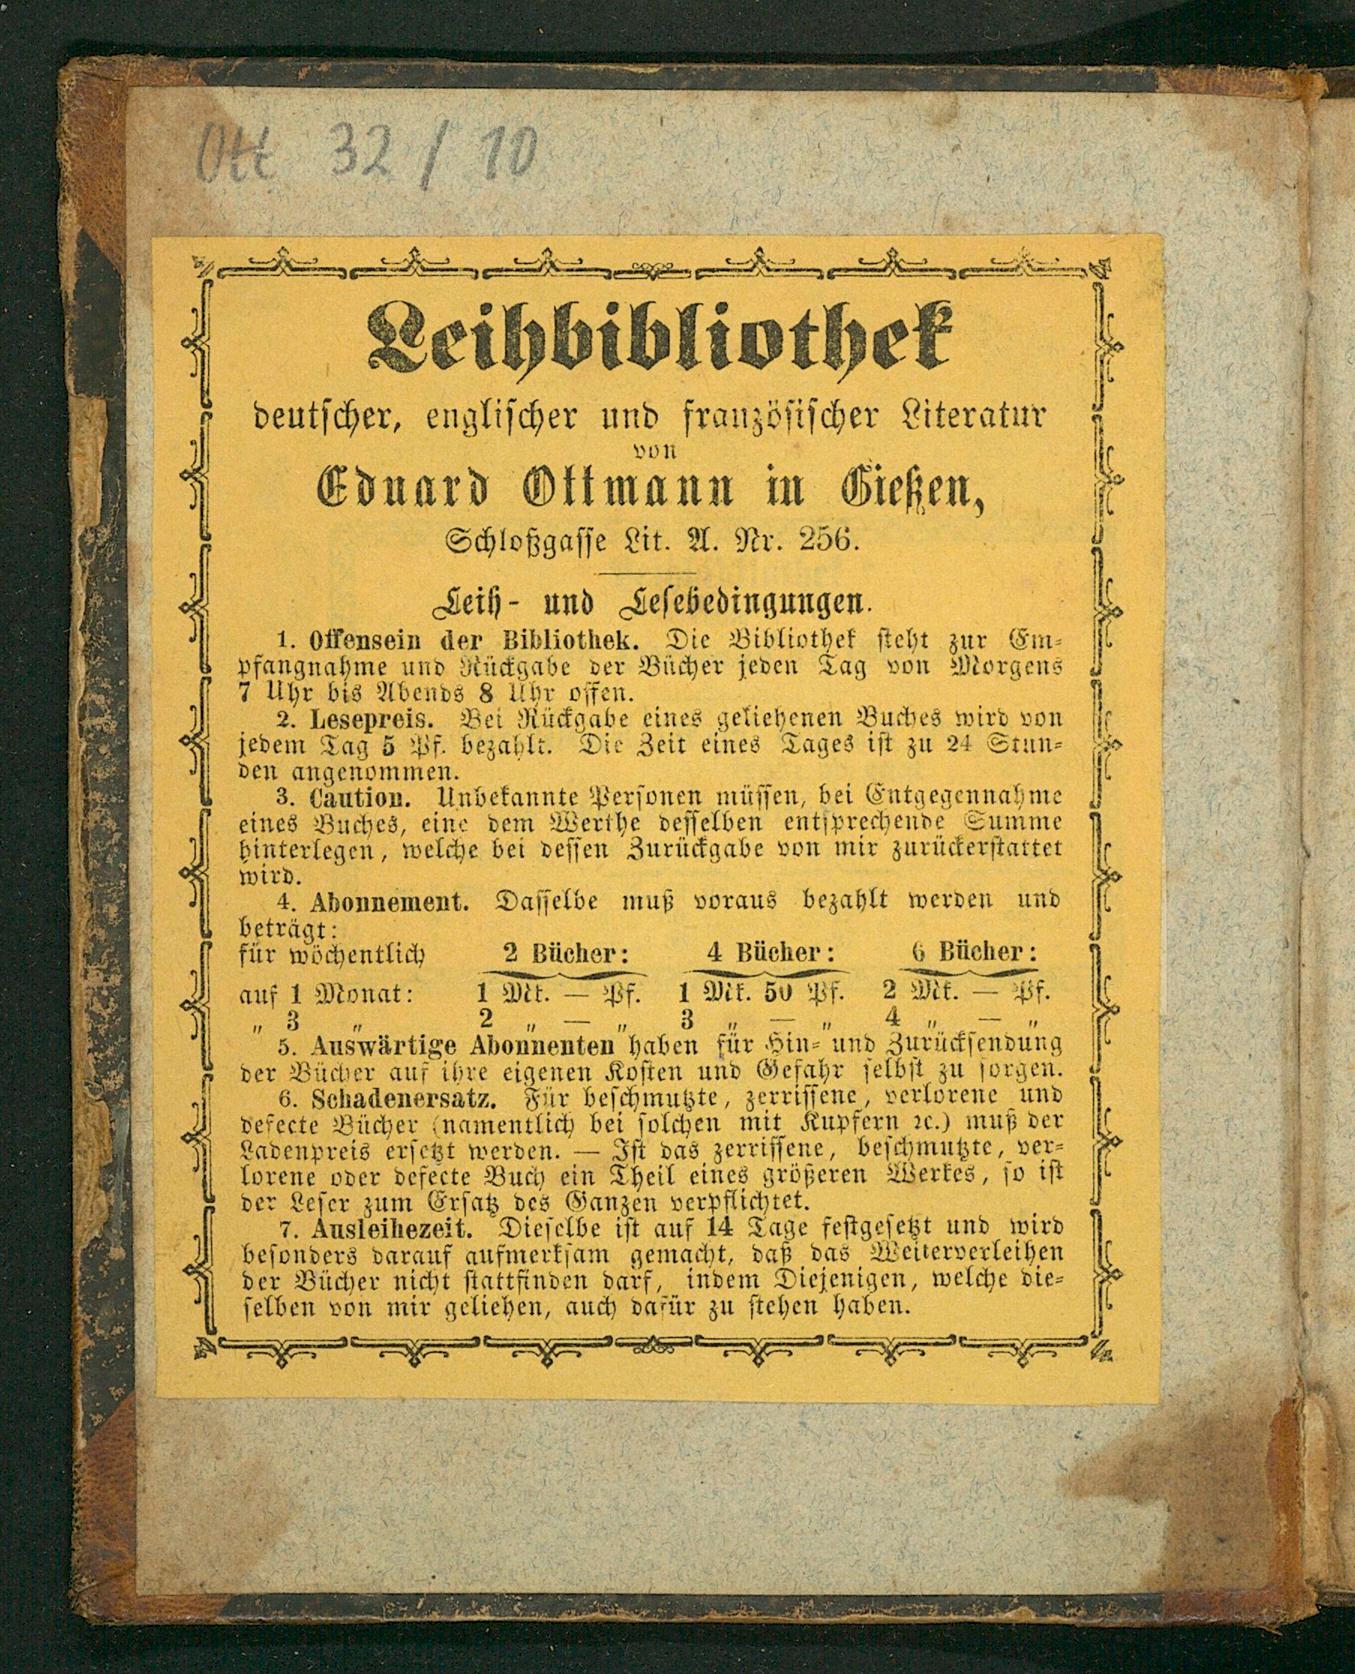 Ott 32 / 10
Leihbibliothek
deutscher, englischer und französischer Literatur
von
Eduard Ottmann in Gießen,
Schloßgasse Lit. A. Nr. 256.
Leih- und Lesebedingungen.
1. Offensein der Bibliothek. Die Bibliothek steht zur Em-
pfangnahme und Rückgabe der Bücher jeden Tag von Morgens
7 Uhr bis Abends 8 Uhr offen.
2. Lesepreis. Bei Rückgabe eines geliehenen Buches wird von
jedem Tag 5 Pf. bezahlt. Die Zeit eines Tages ist zu 24 Stun-
den angenommen.
3. Caution. Unbekannte Personen müssen, bei Entgegennahme
eines Buches, eine dem Werthe desselben entsprechende Summe
hinterlegen, welche bei dessen Zurückgabe von mir zurückerstattet
wird.
4. Abonnement. Dasselbe muß voraus bezahlt werden und
beträgt:
für wöchentlich 2 Bücher: 4 Bücher: 6 Bücher:
auf 1 Monat: 1 Mk. — Pf. 1 Mk. 50 Pf. 2 Mk. — Pf.
„ 3 „ 2 „ — „ 3 „ — „ 4 „ — „
5. Auswärtige Abonnenten haben für Hin- und Zurücksendung
der Bücher auf ihre eigenen Kosten und Gefahr selbst zu sorgen.
6. Schadenersatz. Für beschmutzte, zerrissene, verlorene und
defecte Bücher (namentlich bei solchen mit Kupfern ꝛc.) muß der
Ladenpreis ersetzt werden. — Ist das zerrissene, beschmutzte, ver-
lorene oder defecte Buch ein Theil eines größeren Werkes, so ist
der Leser zum Ersatz des Ganzen verpflichtet.
7. Ausleihezeit. Dieselbe ist auf 14 Tage festgesetzt und wird
besonders darauf aufmerksam gemacht, daß das Weiterverleihen
der Bücher nicht stattfinden darf, indem Diejenigen, welche die-
selben von mir geliehen, auch dafür zu stehen haben.